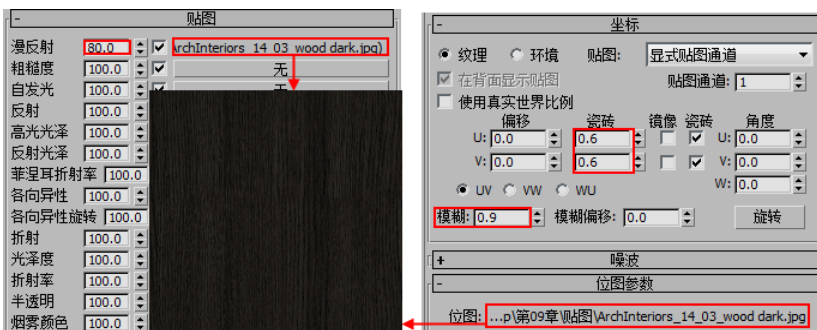 - 贴图
漫反射 80.0 ArchInteriors_14_03_wood dark.jpg)
粗糙度 100.0 无
自发光 100.0 无
反射 100.0
高光光泽 100.0
反射光泽 100.0
菲涅耳折射率 100.0
各向异性 100.0
各向异性旋转 100.0
折射 100.0
光泽度 100.0
折射率 100.0
半透明 100.0
烟雾颜色 100.0
- 坐标
纹理 环境 贴图: 显式贴图通道
在背面显示贴图 贴图通道: 1
使用真实世界比例
偏移 瓷砖 镜像 瓷砖 角度
U: 0.0 0.6 U: 0.0
V: 0.0 0.6 V: 0.0
UV VW WU W: 0.0
模糊: 0.9 模糊偏移: 0.0 旋转
+ 噪波
- 位图参数
位图: ...p\第09章\贴图\ArchInteriors_14_03_wood dark.jpg